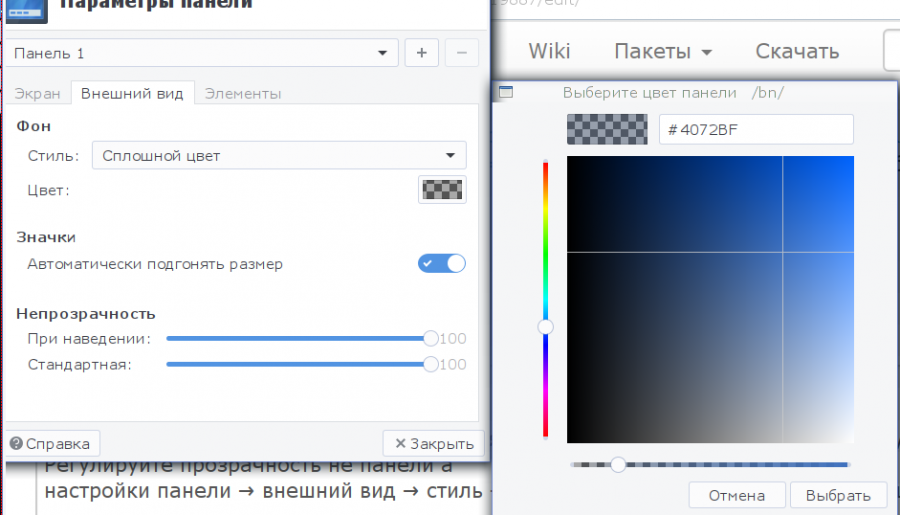 Параметры панели
Панель 1
Экран
Внешний вид
Элементы
Фон
Стиль:
Сплошной цвет
Цвет:
Значки
Автоматически подгонять размер
Непрозрачность
При наведении:
100
Стандартная:
100
Справка
Закрыть
Регулируйте прозрачность не панели а
настройки панели → внешний вид → стиль
/edit/
Wiki
Пакеты
Скачать
Выберите цвет панели /bn/
#4072BF
Отмена
Выбрать